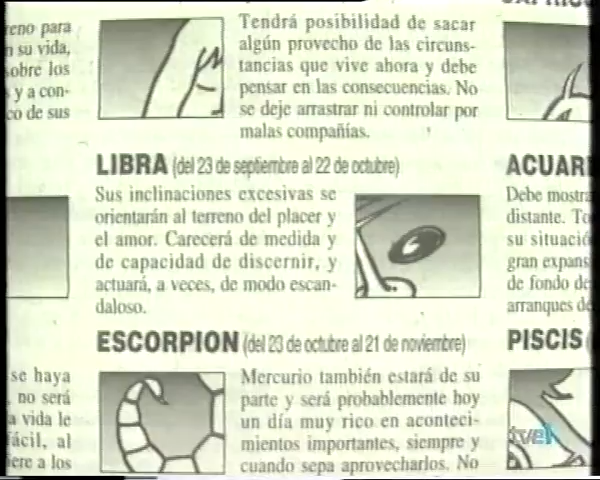 reno para
su vida,
sobre los
y a con-
co de sus
Tendrá posibilidad de sacar
algún provecho de las circuns-
tancias que vive ahora y debe
pensar en las consecuencias. No
se deje arrastrar ni controlar por
malas compañías.
LIBRA (del 23 de septiembre al 22 de octubre)
Sus inclinaciones excesivas se
orientarán al terreno del placer y
el amor. Carecerá de medida y
de capacidad de discernir, y
actuará, a veces, de modo escan-
daloso.
ESCORPION (del 23 de octubre al 21 de noviembre)
se haya
no será
a vida le
fácil, al
iere a los
Mercurio también estará de su
parte y será probablemente hoy
un día muy rico en aconteci-
mientos importantes, siempre y
cuando sepa aprovecharlos. No
ACUARI
Debe mostra
distante. To
su situació
gran expans
de fondo de
arranques de
PISCIS
tve